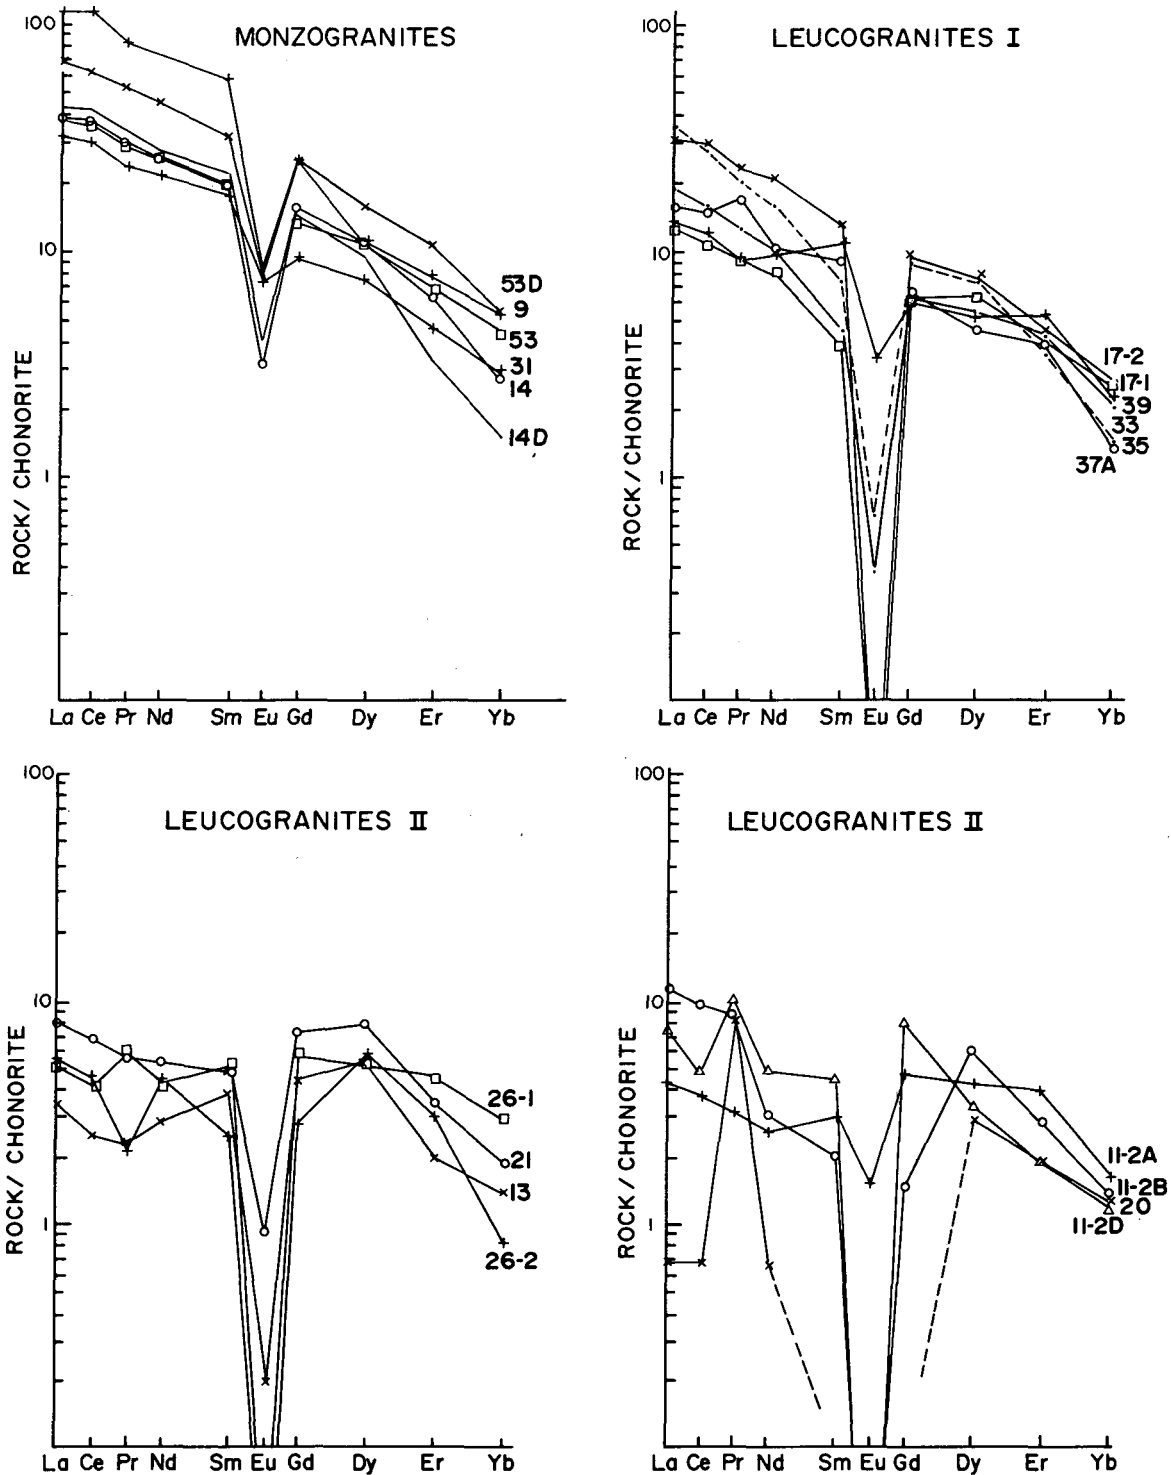 MONZOGRANITES
100
10
1
ROCK/ CHONORITE
53D
9
53
31
14
14D
La Ce Pr Nd Sm Eu Gd Dy Er Yb
LEUCOGRANITES I
100
10
1
ROCK/CHONORITE
17-2
17-1
39
33
35
37A
La Ce Pr Nd Sm Eu Gd Dy Er Yb
LEUCOGRANITES II
100
10
1
ROCK/ CHONORITE
26-1
21
13
26-2
La Ce Pr Nd Sm Eu Gd Dy Er Yb
LEUCOGRANITES II
100
10
1
ROCK/CHONORITE
11-2A
11-2B
20
11-2D
La Ce Pr Nd Sm Eu Gd Dy Er Yb